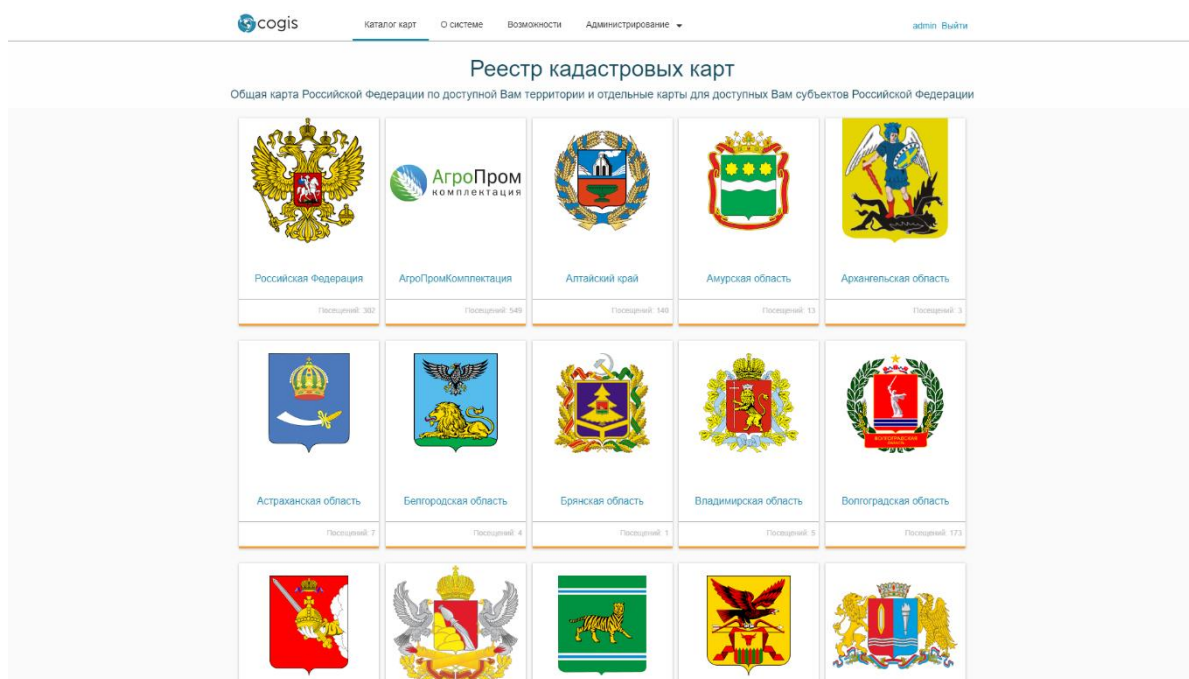 cogis
Каталог карт О системе Возможности Администрирование admin Выйти
Реестр кадастровых карт
Общая карта Российской Федерации по доступной Вам территории и отдельные карты для доступных Вам субъектов Российской Федерации
АгроПром
комплектация
Российская Федерация АгроПромКомплектация Алтайский край Амурская область Архангельская область
Посещений: 302 Посещений: 549 Посещений: 140 Посещений: 13 Посещений: 3
ВОЛГОГРАДСКАЯ
ОБЛАСТЬ
Астраханская область Белгородская область Брянская область Владимирская область Волгоградская область
Посещений: 7 Посещений: 4 Посещений: 1 Посещений: 5 Посещений: 173